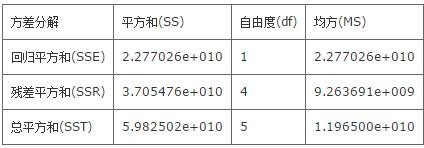 方差分解 平方和(SS) 自由度(df) 均方(MS)
回归平方和(SSE) 2.277026e+010 1 2.277026e+010
残差平方和(SSR) 3.705476e+010 4 9.263691e+009
总平方和(SST) 5.982502e+010 5 1.196500e+010